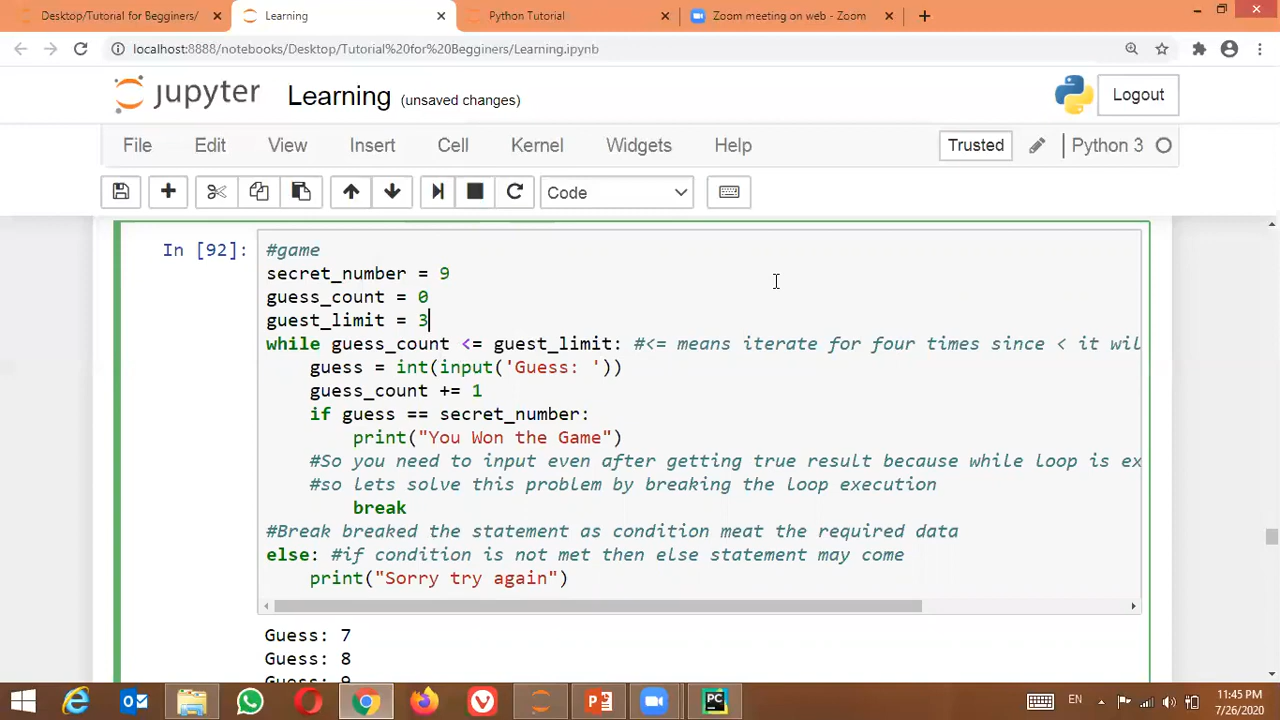 Desktop/Tutorial for Begginers/
Learning
Python Tutorial
Zoom meeting on web - Zoom
localhost:8888/notebooks/Desktop/Tutorial%20for%20Begginers/Learning.ipynb
jupyter Learning (unsaved changes)
Logout
File Edit View Insert Cell Kernel Widgets Help
Trusted
Python 3
Code
In [92]:
#game
secret_number = 9
guess_count = 0
guest_limit = 3
while guess_count <= guest_limit: #<= means iterate for four times since < it wil
guess = int(input('Guess: '))
guess_count += 1
if guess == secret_number:
print("You Won the Game")
#So you need to input even after getting true result because while loop is ex
#so lets solve this problem by breaking the loop execution
break
#Break breaked the statement as condition meat the required data
else: #if condition is not met then else statement may come
print("Sorry try again")
Guess: 7
Guess: 8
EN
11:45 PM
7/26/2020